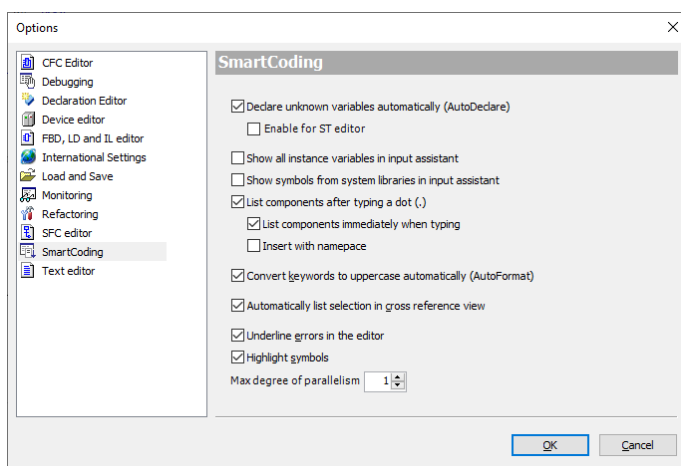 Options
CFC Editor
Debugging
Declaration Editor
Device editor
FBD, LD and IL editor
International Settings
Load and Save
Monitoring
Refactoring
SFC editor
SmartCoding
Text editor
SmartCoding
Declare unknown variables automatically (AutoDeclare)
Enable for ST editor
Show all instance variables in input assistant
Show symbols from system libraries in input assistant
List components after typing a dot (.)
List components immediately when typing
Insert with namepace
Convert keywords to uppercase automatically (AutoFormat)
Automatically list selection in cross reference view
Underline errors in the editor
Highlight symbols
Max degree of parallelism 1
OK Cancel